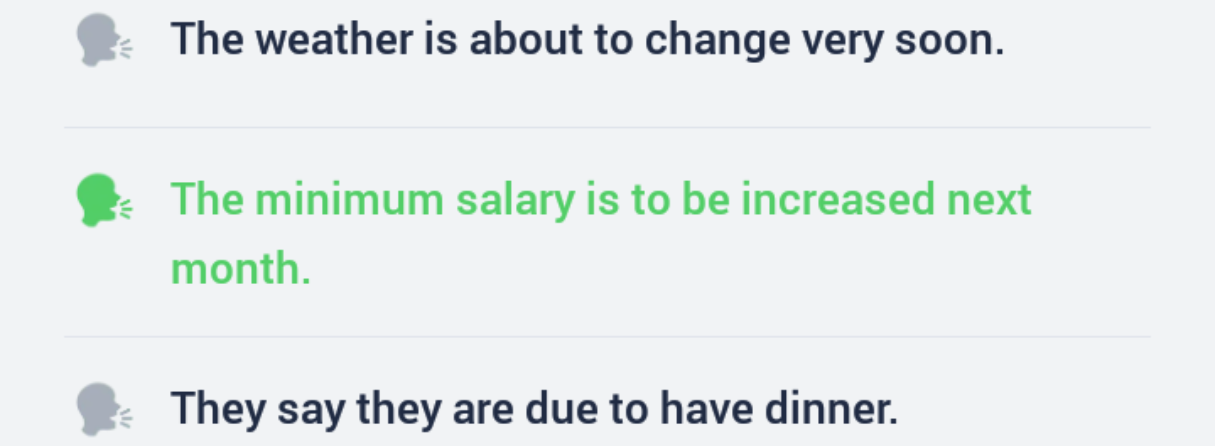 The weather is about to change very soon.
The minimum salary is to be increased next
month.
They say they are due to have dinner.